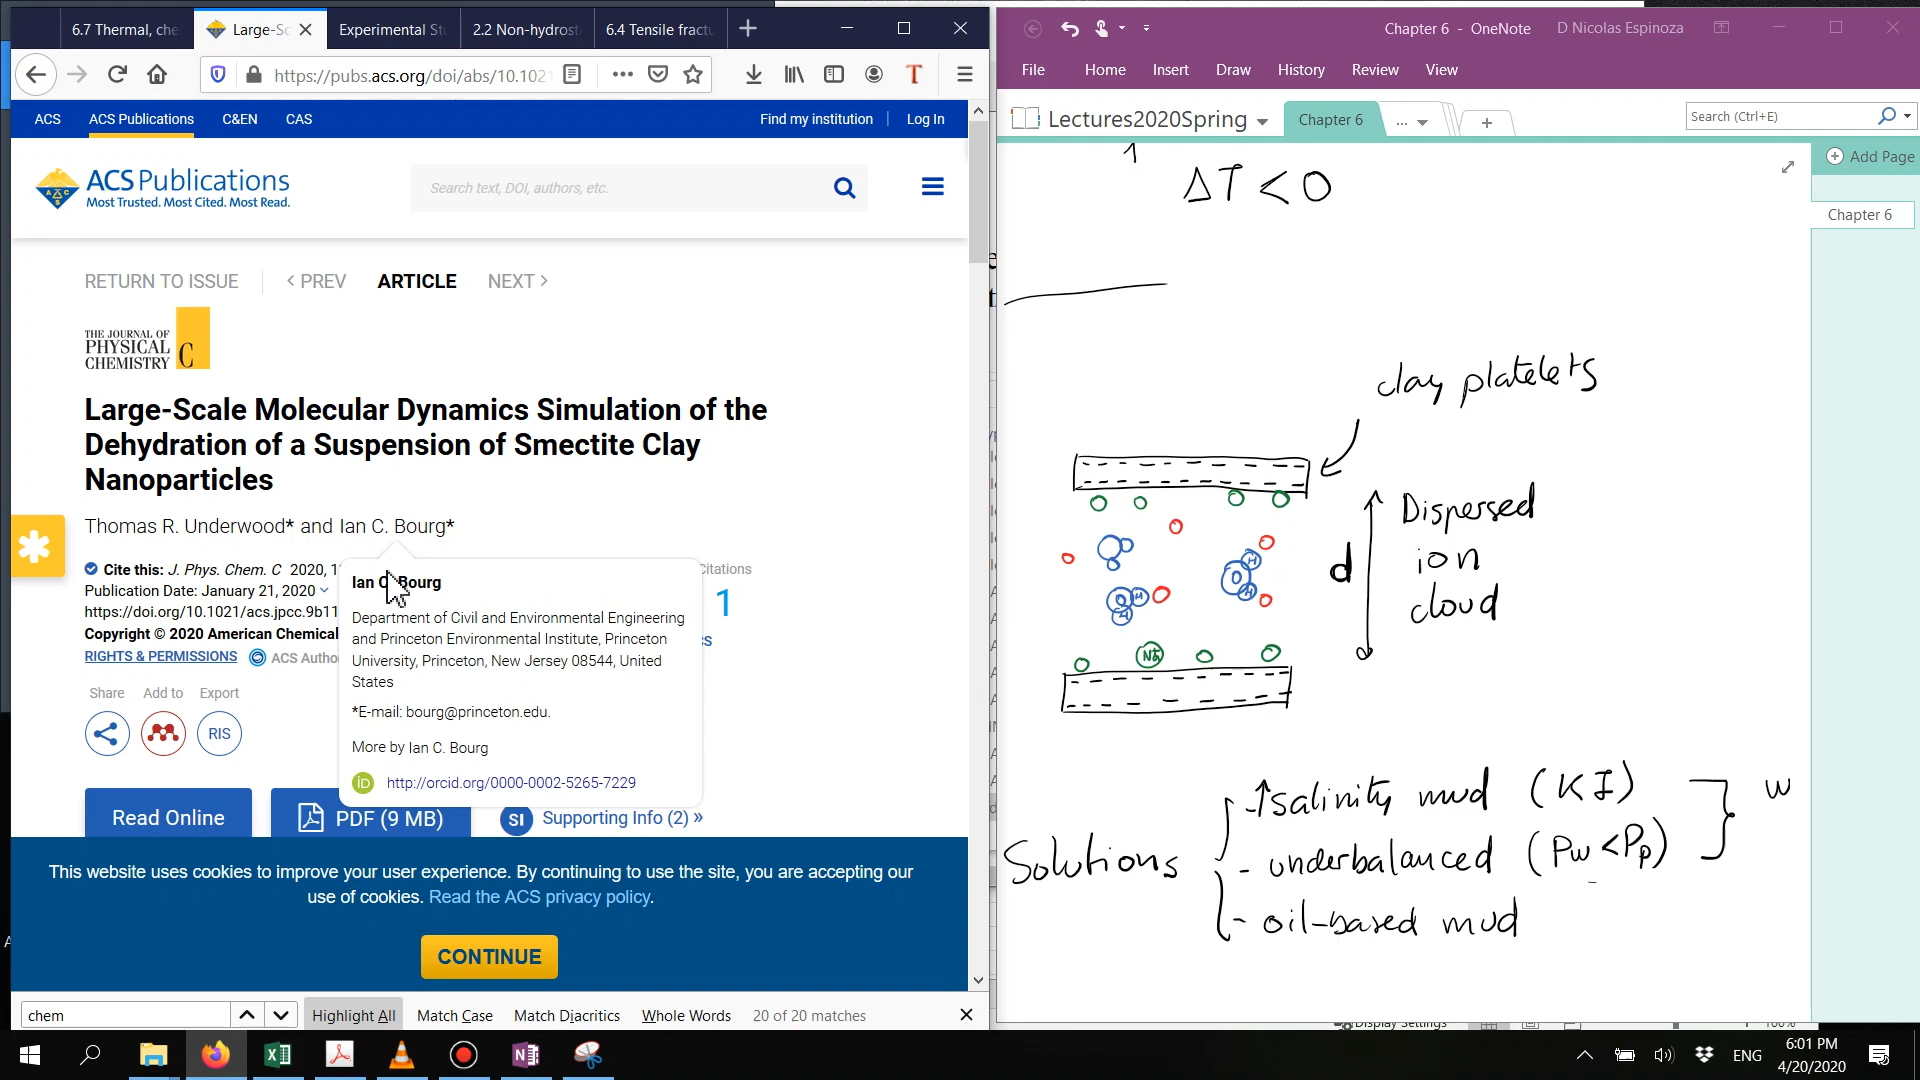 6.7 Thermal, che
Large-Sc
Experimental Stu
2.2 Non-hydrost
6.4 Tensile fractu
https://pubs.acs.org/doi/abs/10.1021
ACS
ACS Publications
C&EN
CAS
Find my institution
Log In
ACS Publications
Most Trusted. Most Cited. Most Read.
Search text, DOI, authors, etc.
RETURN TO ISSUE
< PREV
ARTICLE
NEXT >
THE JOURNAL OF
PHYSICAL
CHEMISTRY C
Large-Scale Molecular Dynamics Simulation of the
Dehydration of a Suspension of Smectite Clay
Nanoparticles
Thomas R. Underwood* and Ian C. Bourg*
Cite this: J. Phys. Chem. C 2020, 1
Publication Date: January 21, 2020
https://doi.org/10.1021/acs.jpcc.9b11
Copyright © 2020 American Chemical
RIGHTS & PERMISSIONS
ACS Autho
Citations
1
Ian C. Bourg
Department of Civil and Environmental Engineering
and Princeton Environmental Institute, Princeton
University, Princeton, New Jersey 08544, United
States
*E-mail: bourg@princeton.edu.
More by Ian C. Bourg
iD http://orcid.org/0000-0002-5265-7229
Share
Add to
Export
RIS
Read Online
PDF (9 MB)
SI Supporting Info (2) »
This website uses cookies to improve your user experience. By continuing to use the site, you are accepting our
use of cookies. Read the ACS privacy policy.
CONTINUE
chem
Highlight All
Match Case
Match Diacritics
Whole Words
20 of 20 matches
Chapter 6 - OneNote
D Nicolas Espinoza
File
Home
Insert
Draw
History
Review
View
Lectures2020Spring
Chapter 6
...
Search (Ctrl+E)
Add Page
Chapter 6
1
ΔT < 0
clay platelets
d
Dispersed
ion
cloud
O H H
O H H
Na
Solutions
- ↑salinity mud (KI)
- underbalanced (Pw < Pp)
- oil-based mud
w
Display Settings
100%
ENG
6:01 PM
4/20/2020